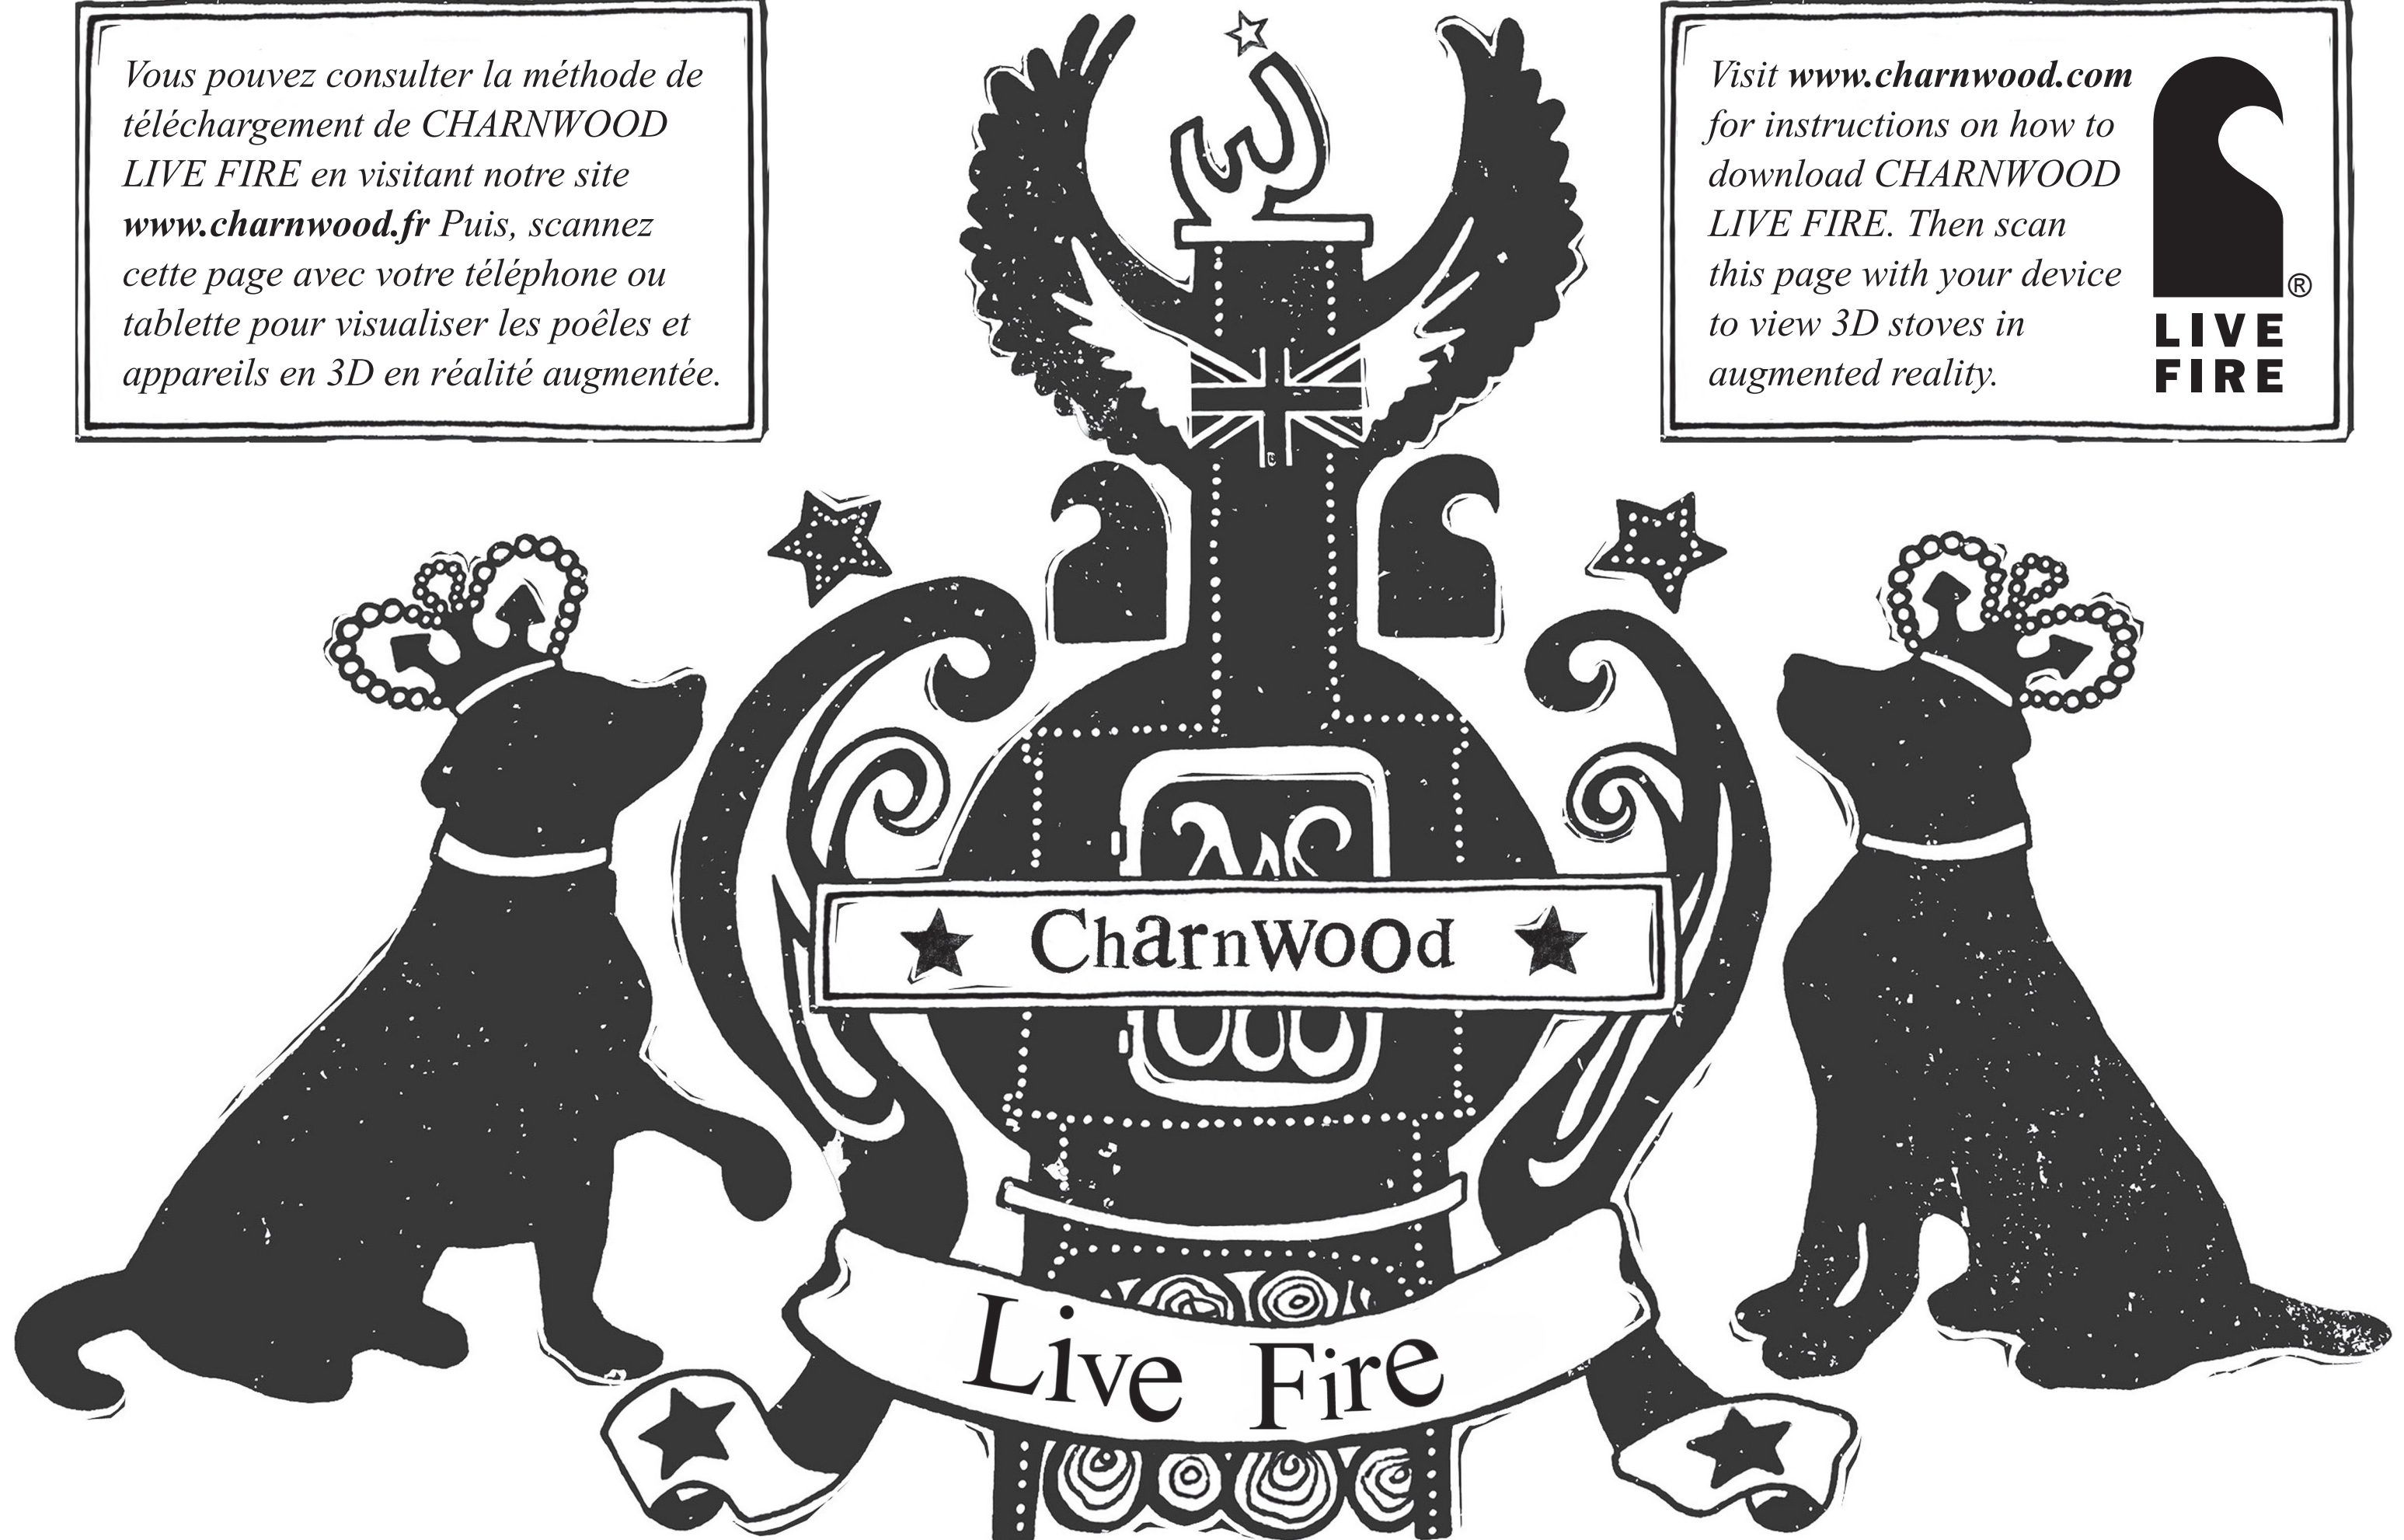 Vous pouvez consulter la méthode de
téléchargement de CHARNWOOD
LIVE FIRE en visitant notre site
www.charnwood.fr Puis, scannez
cette page avec votre téléphone ou
tablette pour visualiser les poêles et
appareils en 3D en réalité augmentée.
Visit www.charnwood.com
for instructions on how to
download CHARNWOOD
LIVE FIRE. Then scan
this page with your device
to view 3D stoves in
augmented reality.
®
LIVE
FIRE
Charnwood
Live Fire